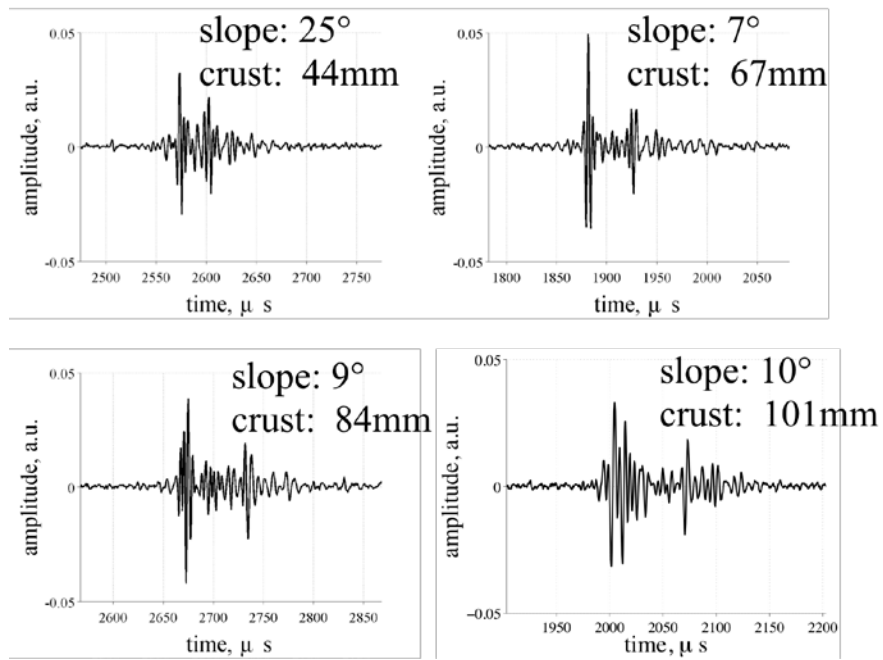 slope: 25°
crust: 44mm
0.05
0
-0.05
amplitude, a.u.
2500 2550 2600 2650 2700 2750
time, μ s
slope: 7°
crust: 67mm
0.05
0
-0.05
amplitude, a.u.
1800 1850 1900 1950 2000 2050
time, μ s
slope: 9°
crust: 84mm
0.05
0
-0.05
amplitude, a.u.
2600 2650 2700 2750 2800 2850
time, μ s
slope: 10°
crust: 101mm
0.05
0
−0.05
amplitude, a.u.
1950 2000 2050 2100 2150 2200
time, μ s